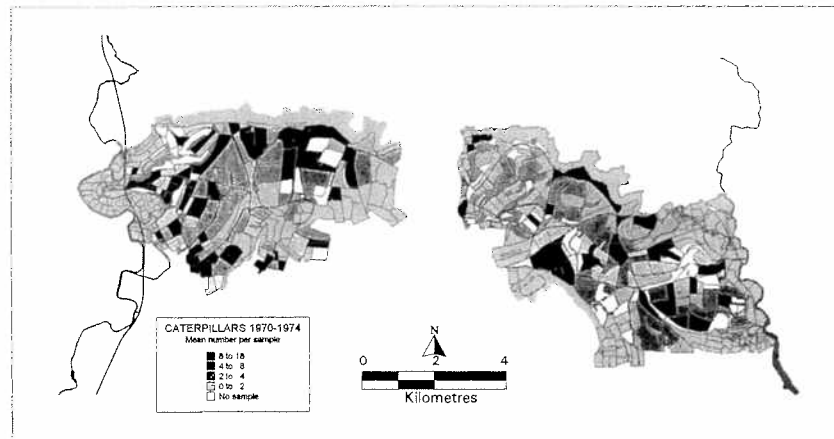 CATERPILLARS 1970-1974
Mean number per sample
8 to 18
4 to 8
2 to 4
0 to 2
No sample
N
0 2 4
Kilometres